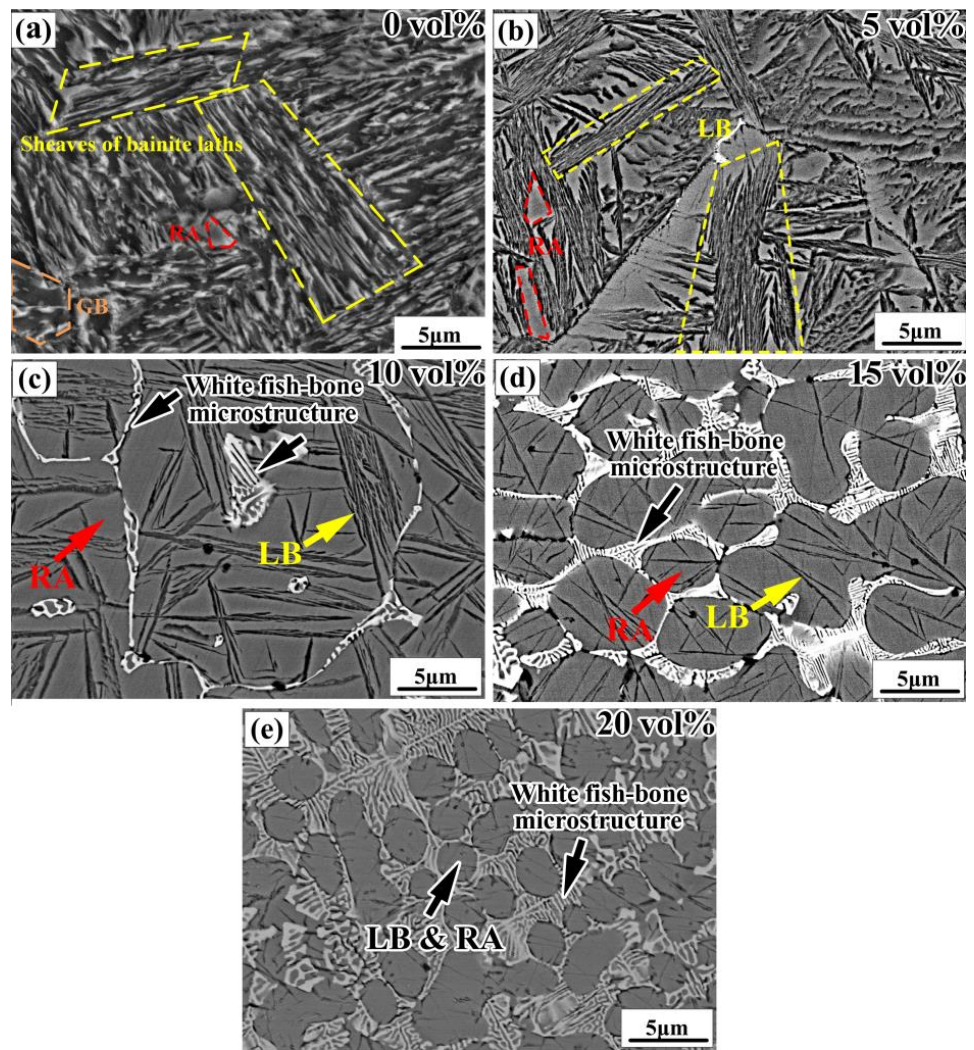 (a)
0 vol%
Sheaves of bainite laths
RA
GB
5μm
(b)
5 vol%
LB
RA
5μm
(c)
10 vol%
White fish-bone
microstructure
RA
LB
5μm
(d)
15 vol%
White fish-bone
microstructure
RA
LB
5μm
(e)
20 vol%
White fish-bone
microstructure
LB & RA
5μm